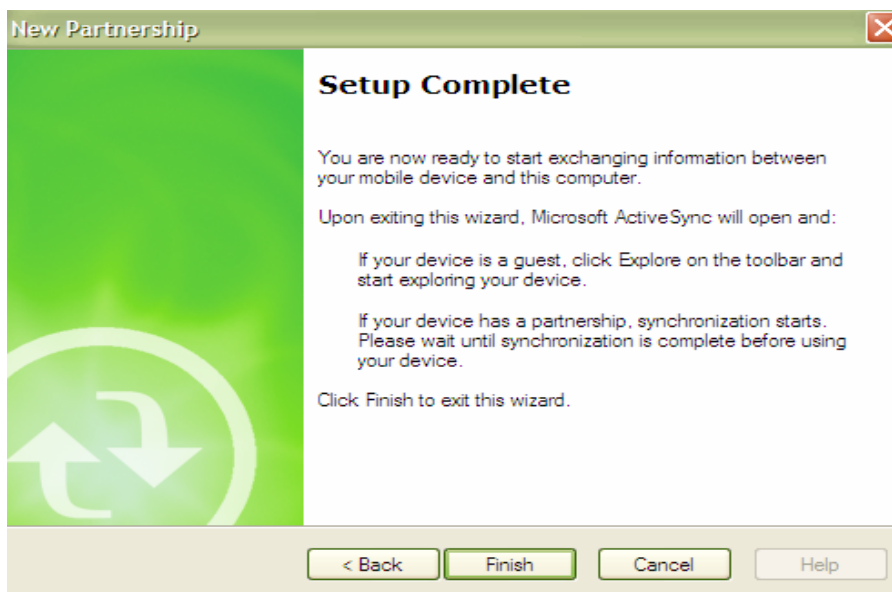 New Partnership
Setup Complete
You are now ready to start exchanging information between
your mobile device and this computer.
Upon exiting this wizard, Microsoft ActiveSync will open and:
If your device is a guest, click Explore on the toolbar and
start exploring your device.
If your device has a partnership, synchronization starts.
Please wait until synchronization is complete before using
your device.
Click Finish to exit this wizard.
< Back Finish Cancel Help